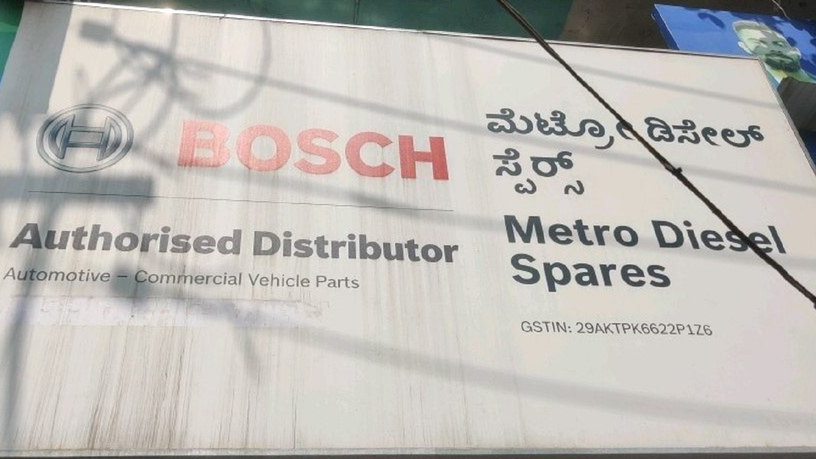 BOSCH
Authorised Distributor
Automotive – Commercial Vehicle Parts
ಮೆಟ್ರೋ ಡಿಸೇಲ್
ಸ್ಪೆರ್ಸ್
Metro Diesel
Spares
GSTIN: 29AKTPK6622P1Z6